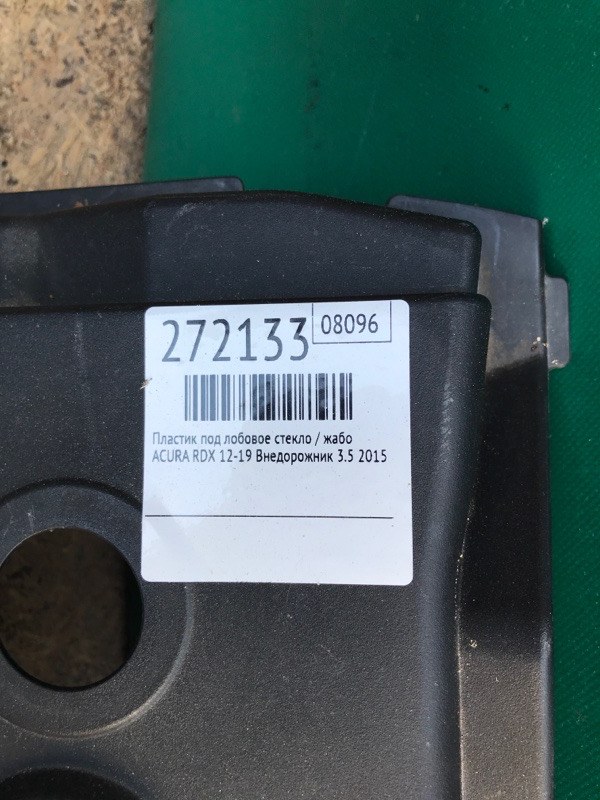 272133
08096
Пластик под лобовое стекло / жабо
ACURA RDX 12-19 Внедорожник 3.5 2015